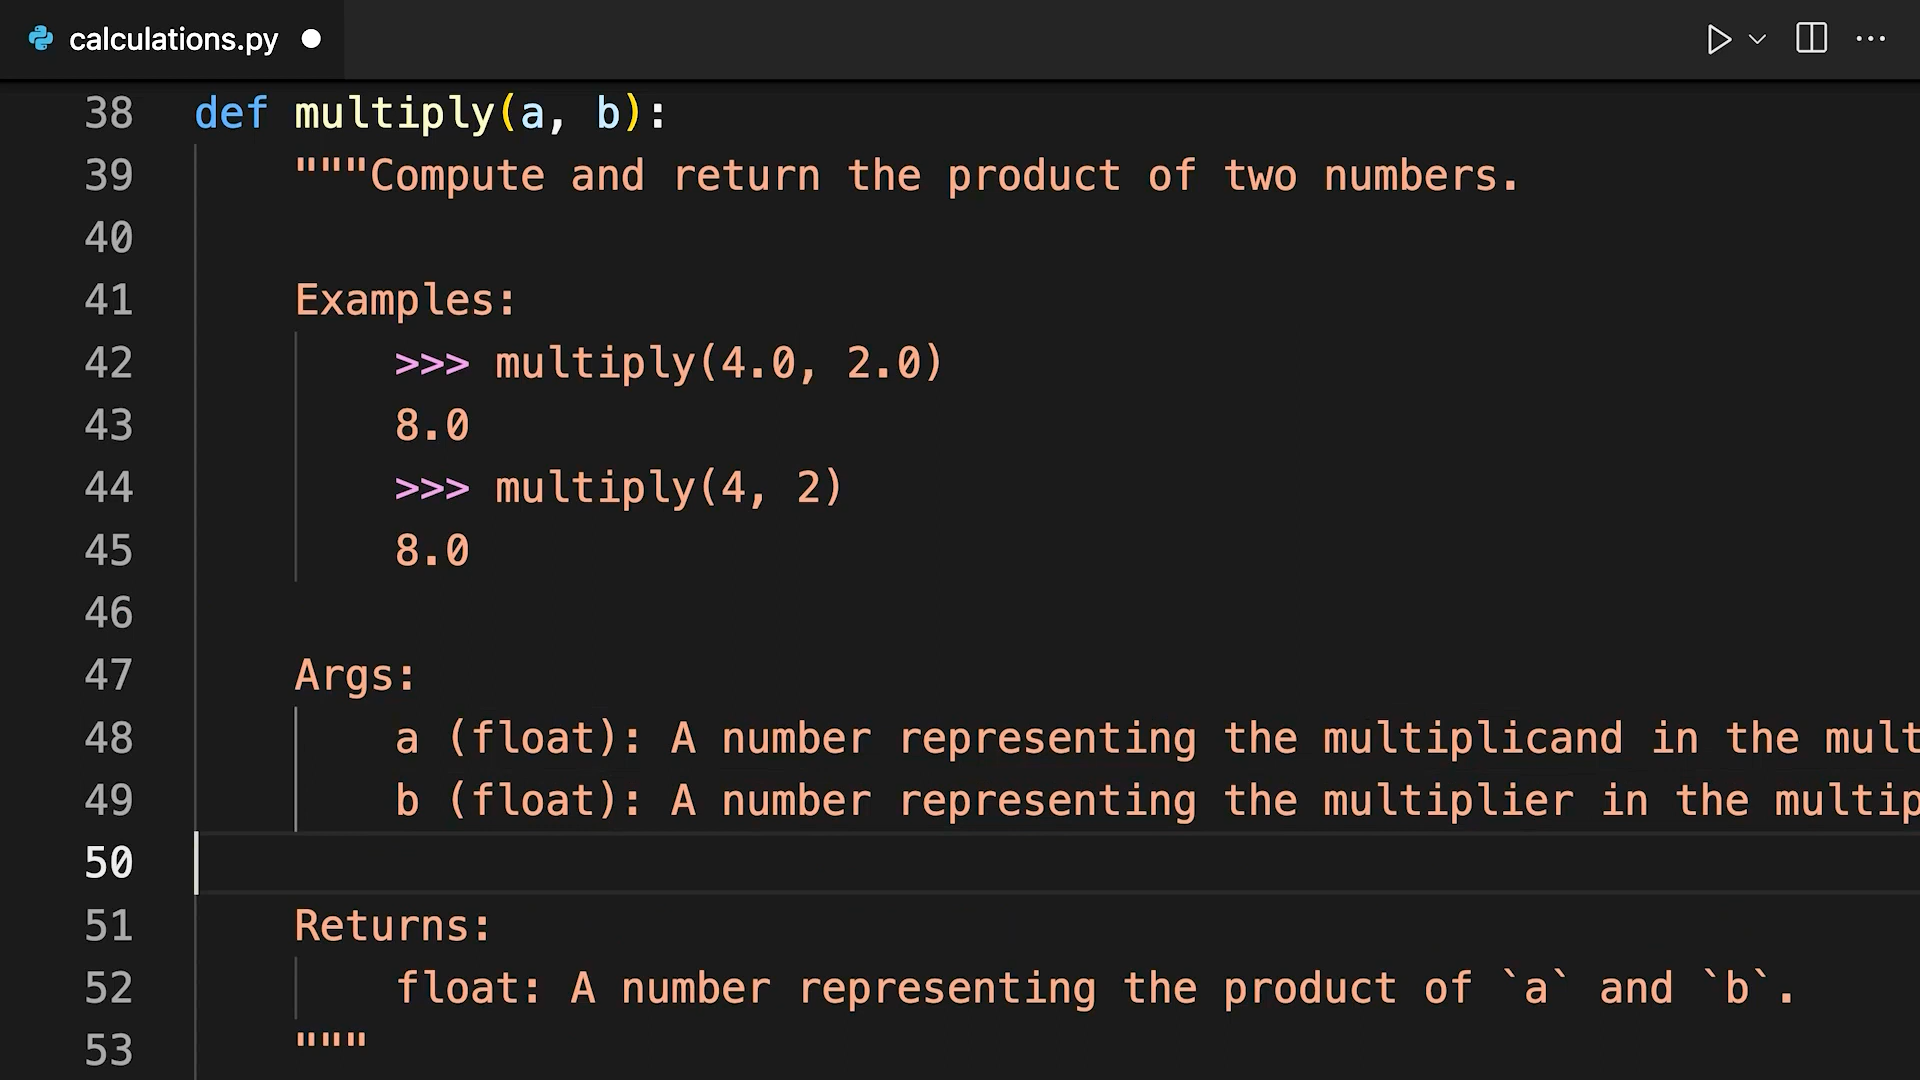 calculations.py
38 def multiply(a, b):
39 """Compute and return the product of two numbers.
40
41 Examples:
42 >>> multiply(4.0, 2.0)
43 8.0
44 >>> multiply(4, 2)
45 8.0
46
47 Args:
48 a (float): A number representing the multiplicand in the mult
49 b (float): A number representing the multiplier in the multip
50
51 Returns:
52 float: A number representing the product of `a` and `b`.
53 """